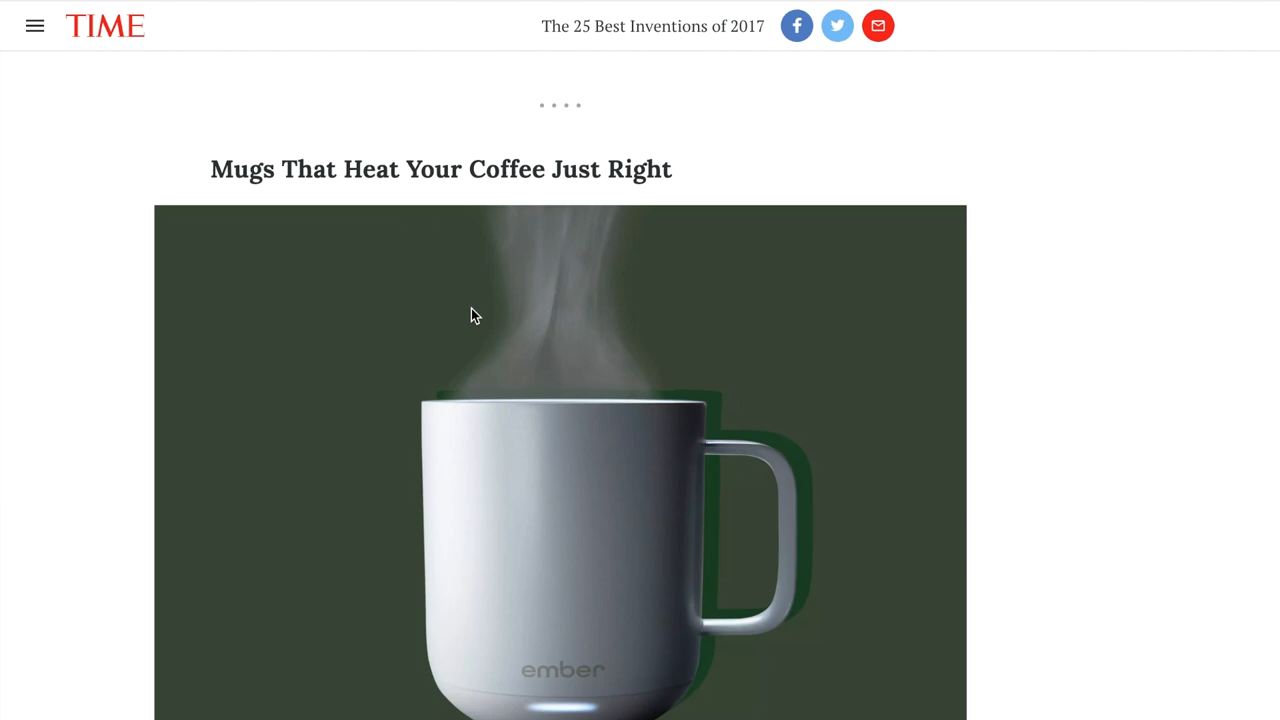 TIME
The 25 Best Inventions of 2017
Mugs That Heat Your Coffee Just Right
ember